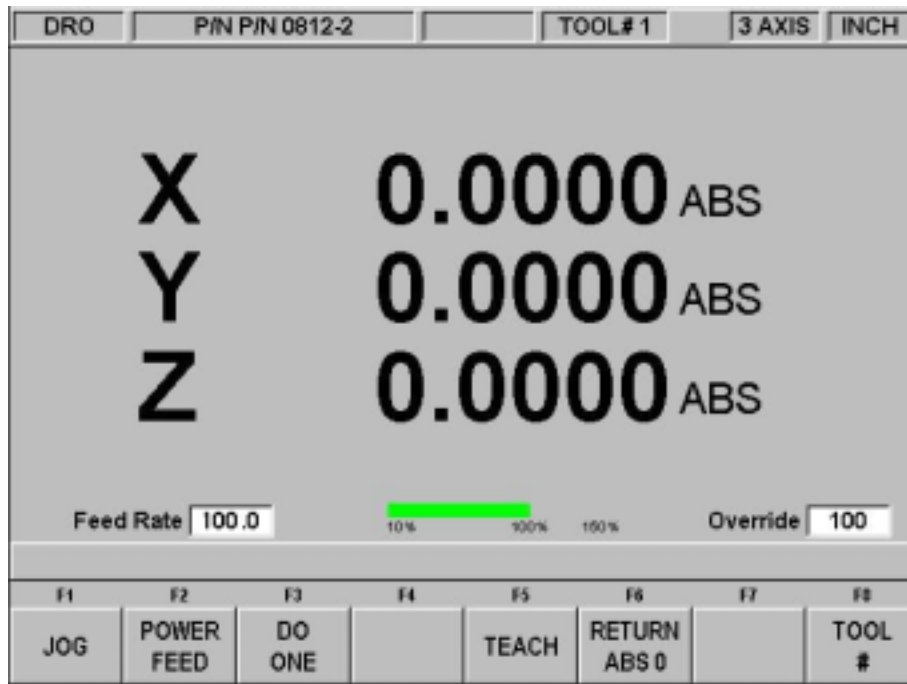 DRO P/N P/N 0812-2 TOOL# 1 3 AXIS INCH
X 0.0000 ABS
Y 0.0000 ABS
Z 0.0000 ABS
Feed Rate 100.0 10% 100% 150% Override 100
F1 F2 F3 F4 F5 F6 F7 F8
JOG POWER FEED DO ONE TEACH RETURN ABS 0 TOOL #